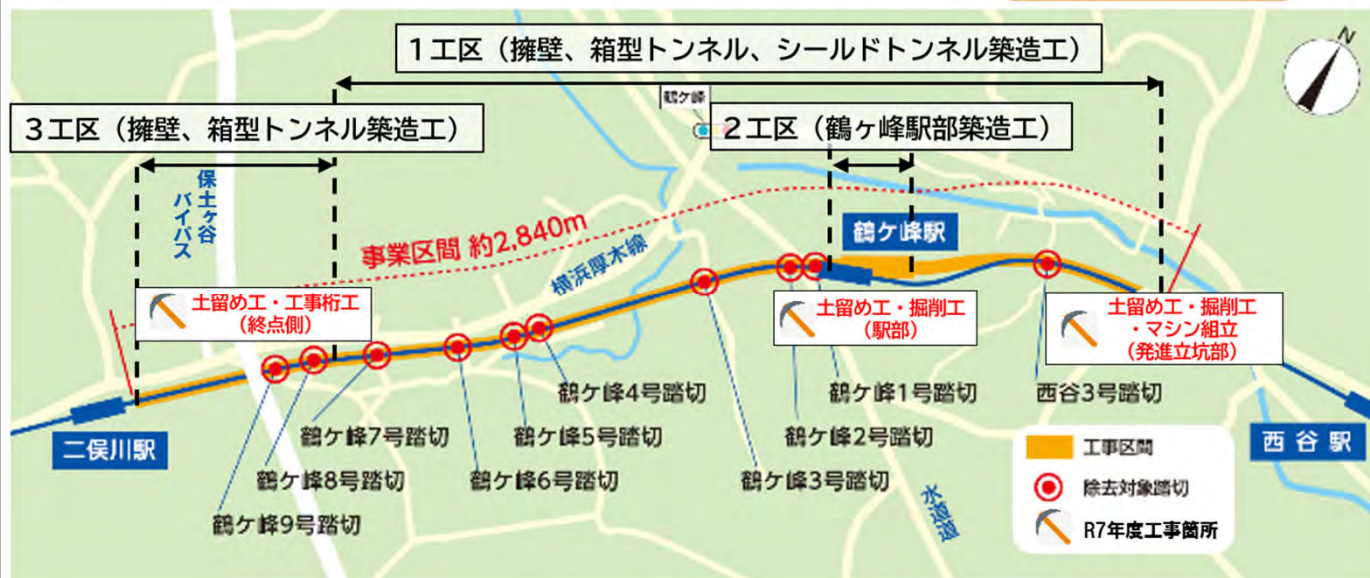 1工区（擁壁、箱型トンネル、シールドトンネル築造工）
N
鶴ケ峰
3工区（擁壁、箱型トンネル築造工）
2工区（鶴ヶ峰駅部築造工）
保土ヶ谷
バイパス
事業区間 約2,840m
横浜厚木線
鶴ケ峰駅
土留め工・工事桁工
（終点側）
土留め工・掘削工
（駅部）
土留め工・掘削工
・マシン組立
（発進立坑部）
鶴ケ峰4号踏切
鶴ケ峰1号踏切
西谷3号踏切
二俣川駅
鶴ケ峰7号踏切
鶴ケ峰5号踏切
鶴ケ峰2号踏切
西谷駅
鶴ケ峰8号踏切
鶴ケ峰6号踏切
鶴ケ峰3号踏切
鶴ケ峰9号踏切
水道道
工事区間
除去対象踏切
R7年度工事箇所